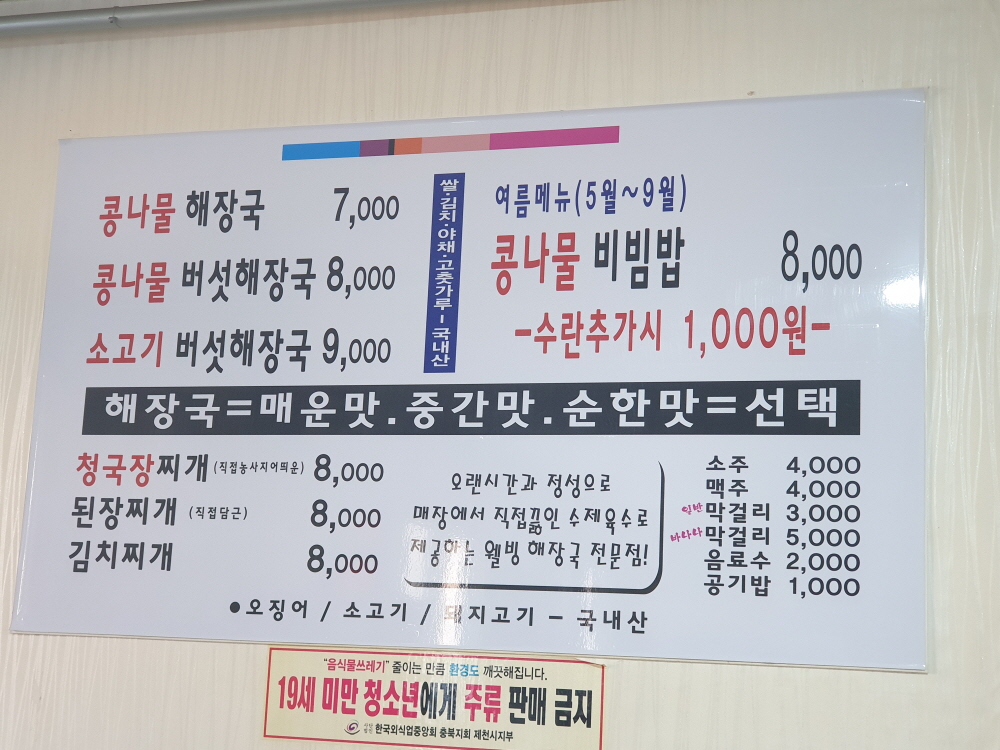 콩나물 해장국 7,000
콩나물 버섯해장국 8,000
소고기 버섯해장국 9,000
쌀·김치·야채·고춧가루-국내산
여름메뉴(5월~9월)
콩나물 비빔밥 8,000
-수란추가시 1,000원-
해장국=매운맛.중간맛.순한맛=선택
청국장찌개(직접농사지어띄운) 8,000
된장찌개 (직접담근) 8,000
김치찌개 8,000
오랜시간과 정성으로
매장에서 직접끓인 수제육수로
제공하는 웰빙 해장국 전문점!
소주 4,000
맥주 4,000
일반 막걸리 3,000
바나나 막걸리 5,000
음료수 2,000
공기밥 1,000
●오징어 / 소고기 / 돼지고기 - 국내산
"음식물쓰레기" 줄이는 만큼 환경도 깨끗해집니다.
19세 미만 청소년에게 주류 판매 금지
사단법인 한국외식업중앙회 충북지회 제천시지부